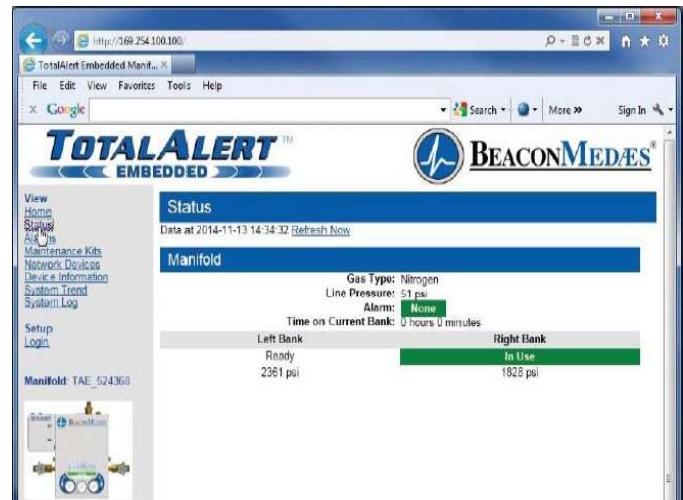 http://169.254.100.100/
TotalAlert Embedded Manif...
File Edit View Favorites Tools Help
x Google Search More >> Sign In
TOTALALERT ™
EMBEDDED
BEACONMEDÆS®
View
Home
Status
Maintenance Kits
Network Devices
Device Information
System Trend
System Log
Setup
Login
Manifold: TAE_524368
BeaconMedæs
Status
Data at 2014-11-13 14:34:32 Refresh Now
Manifold
Gas Type: Nitrogen
Line Pressure: 51 psi
Alarm: None
Time on Current Bank: 0 hours 0 minutes
Left Bank Right Bank
Ready In Use
2361 psi 1828 psi